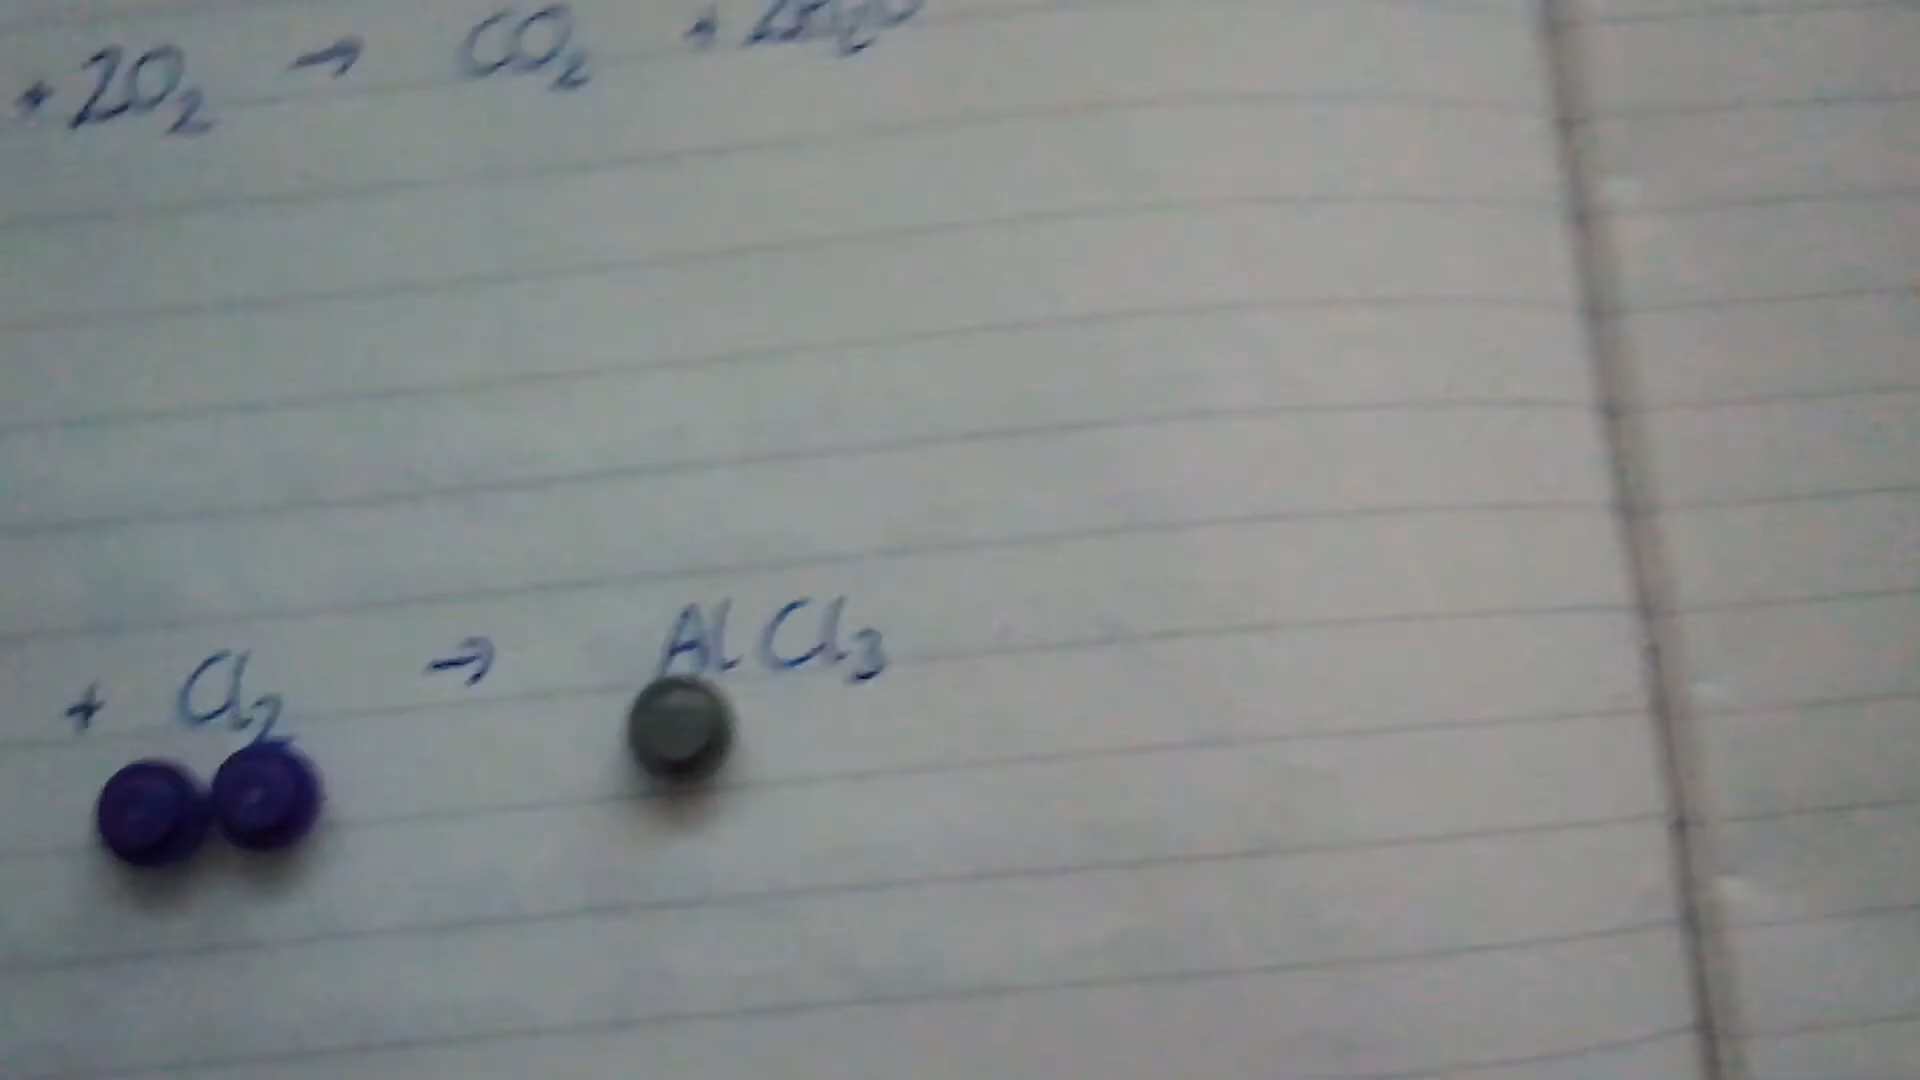 + 2O₂ → CO₂ +
+ Cl₂ → AlCl₃